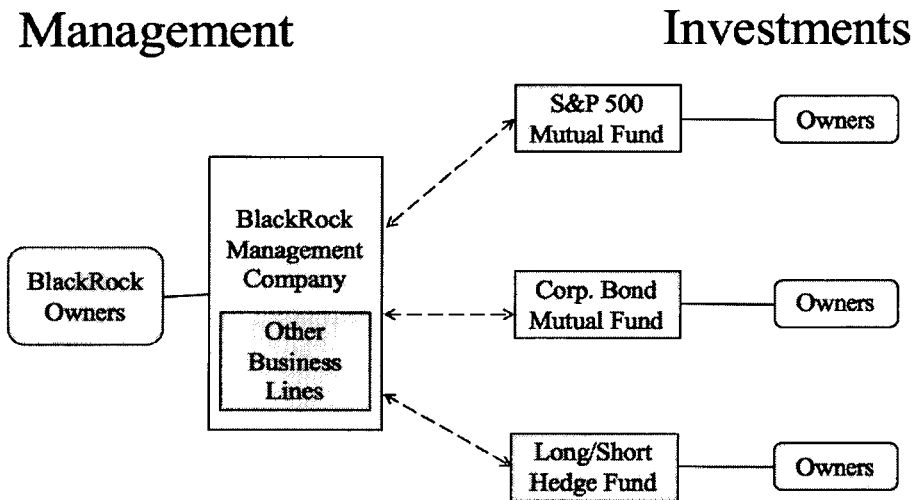 Management
Investments
S&P 500
Mutual Fund
Owners
BlackRock
Management
Company
BlackRock
Owners
Other
Business
Lines
Corp. Bond
Mutual Fund
Owners
Long/Short
Hedge Fund
Owners